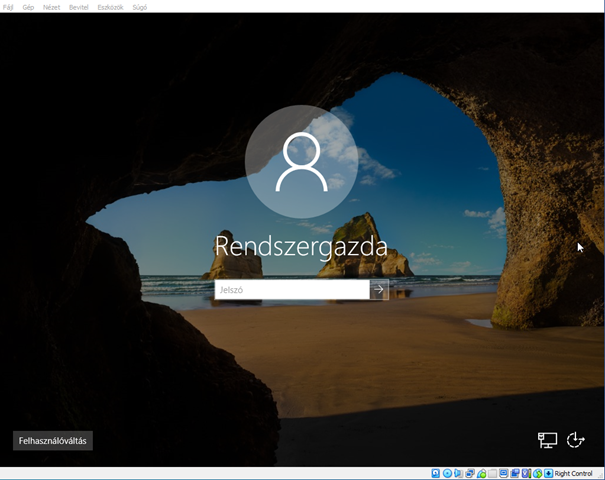 Fájl Gép Nézet Bevitel Eszközök Súgó
Rendszergazda
Jelszó
Felhasználóváltás
Right Control